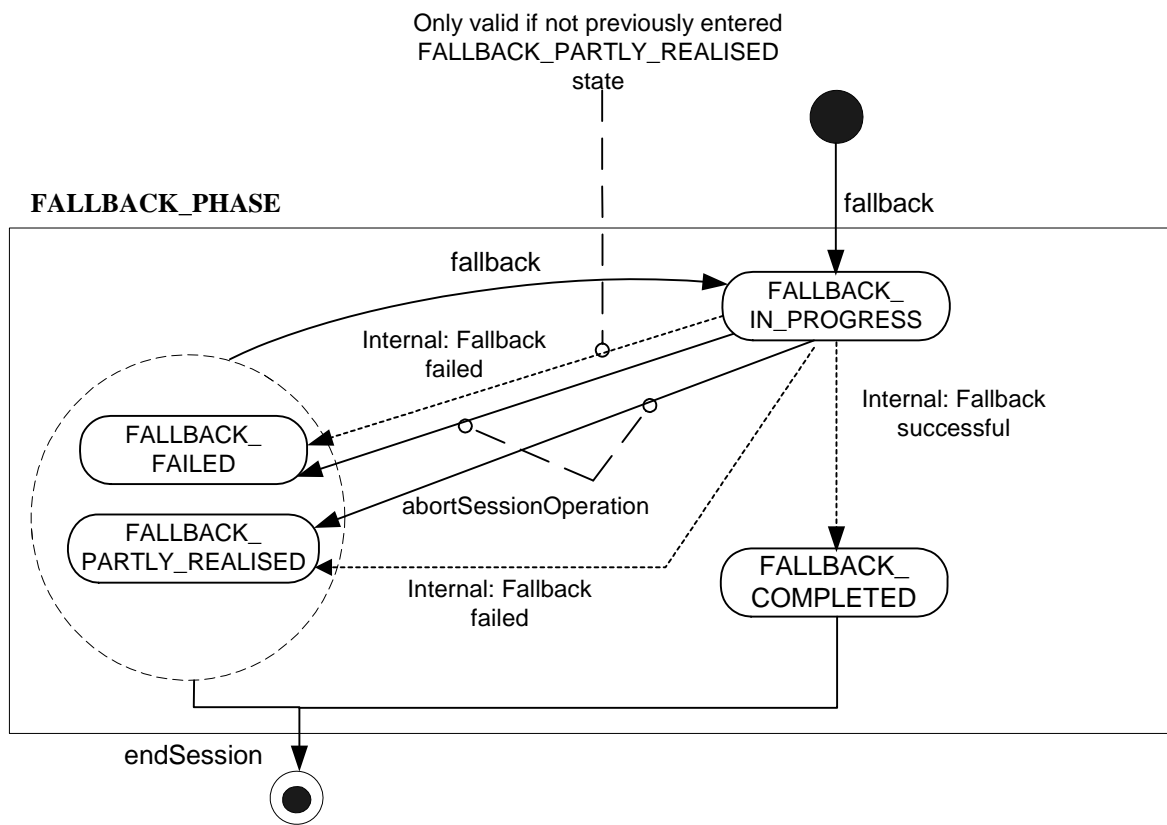 Only valid if not previously entered
FALLBACK_PARTLY_REALISED
state
FALLBACK_PHASE
fallback
fallback
FALLBACK_
IN_PROGRESS
Internal: Fallback
failed
Internal: Fallback
successful
FALLBACK_
FAILED
abortSessionOperation
FALLBACK_
PARTLY_REALISED
Internal: Fallback
failed
FALLBACK_
COMPLETED
endSession